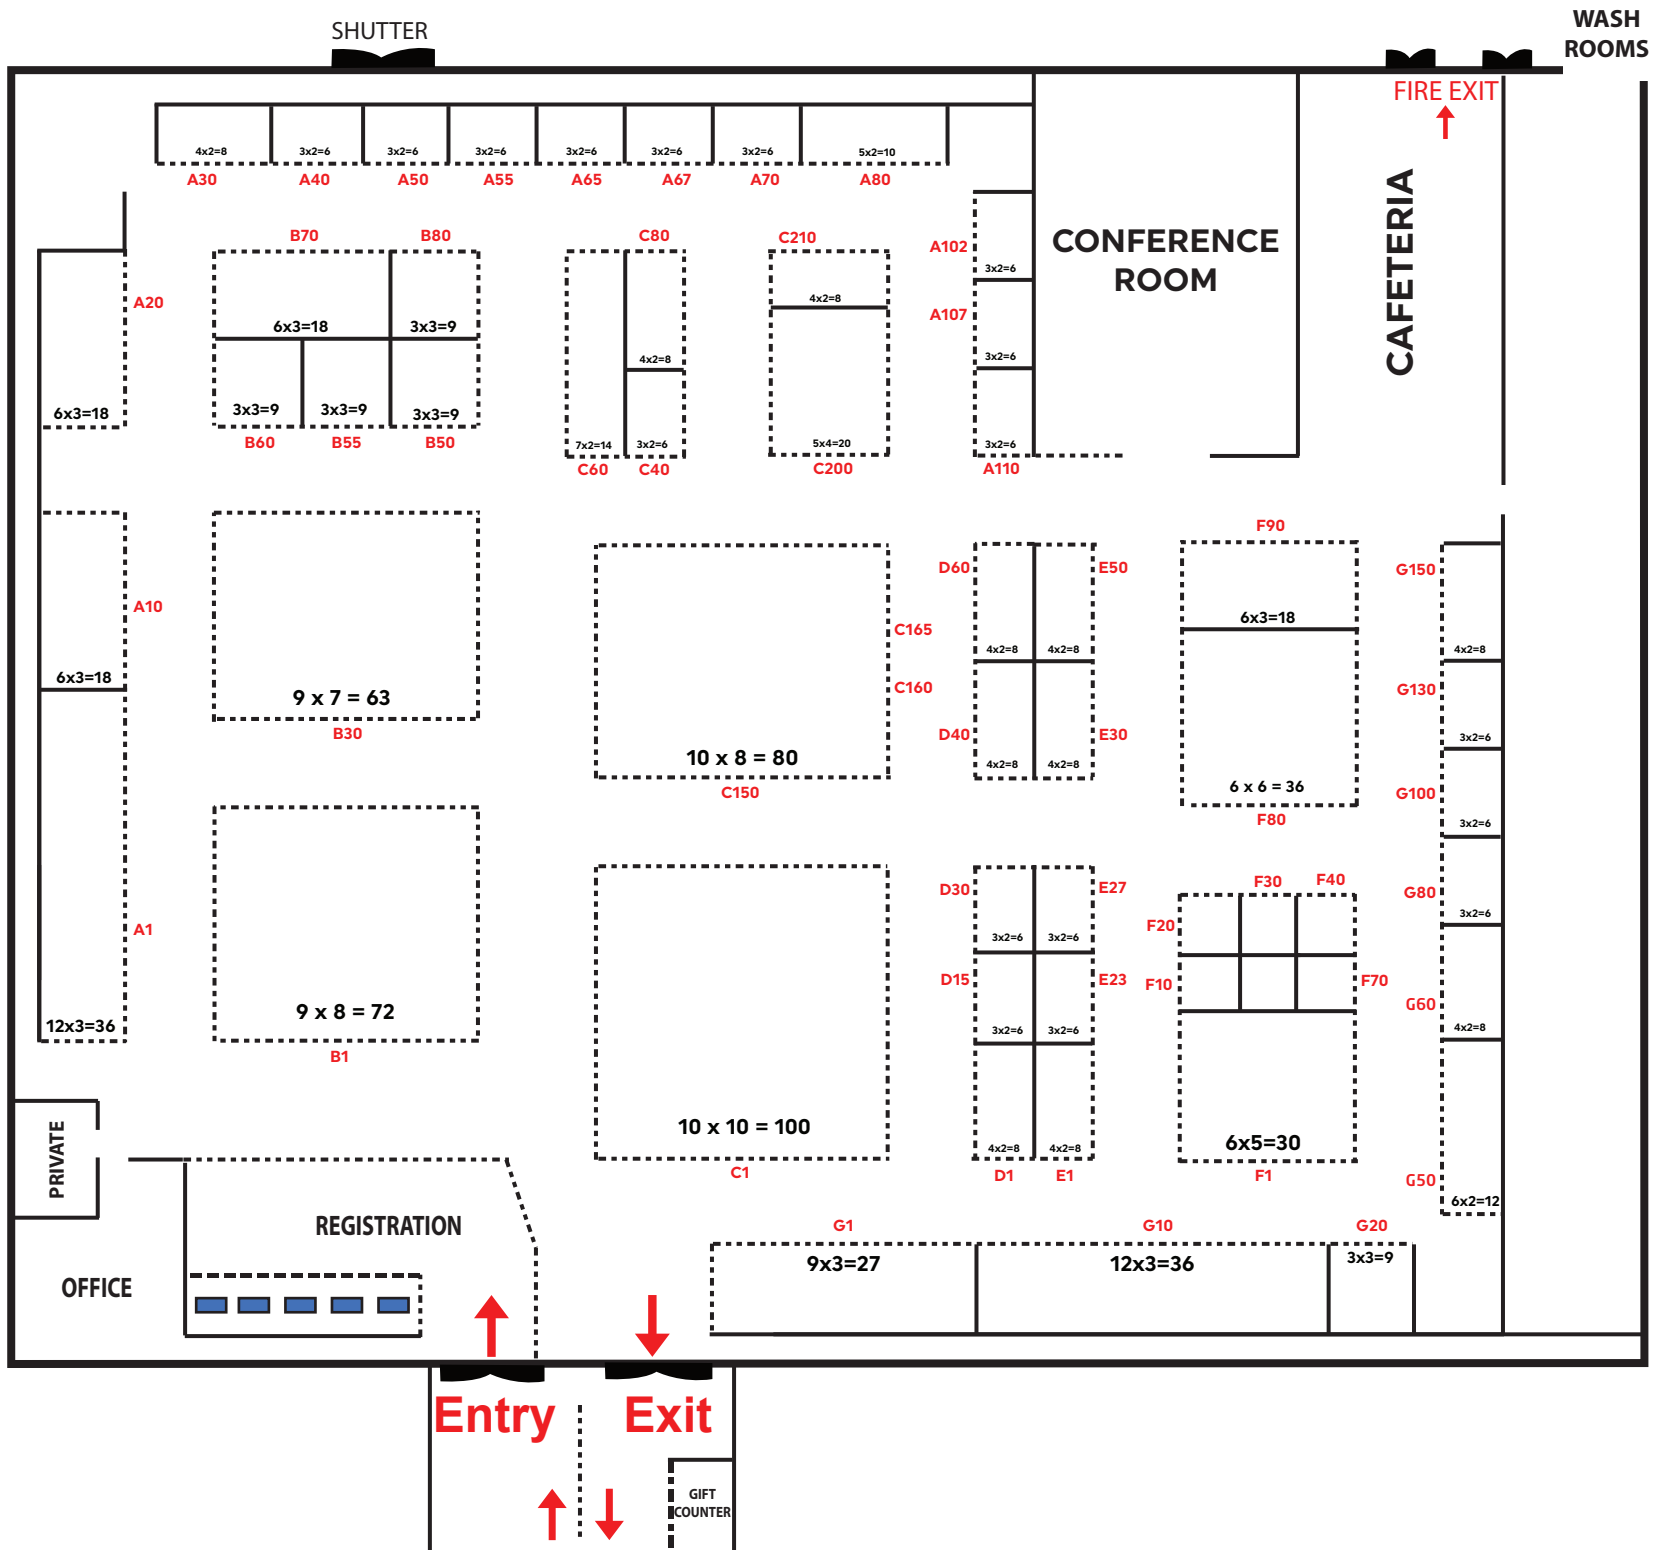 SHUTTER
WASH
ROOMS
FIRE EXIT
4x2=8
3x2=6
3x2=6
3x2=6
3x2=6
3x2=6
3x2=6
5x2=10
A30
A40
A50
A55
A65
A67
A70
A80
CONFERENCE
ROOM
CAFETERIA
B70
B80
C80
C210
A102
3x2=6
A20
4x2=8
A107
6x3=18
3x3=9
4x2=8
3x2=6
6x3=18
3x3=9
3x3=9
3x3=9
7x2=14
3x2=6
5x4=20
3x2=6
B60
B55
B50
C60
C40
C200
A110
F90
D60
E50
G150
A10
6x3=18
C165
4x2=8
4x2=8
4x2=8
6x3=18
C160
G130
9 x 7 = 63
B30
D40
E30
3x2=6
10 x 8 = 80
4x2=8
4x2=8
6 x 6 = 36
G100
C150
F80
3x2=6
D30
E27
F30
F40
G80
A1
F20
3x2=6
3x2=6
3x2=6
D15
E23
F10
F70
G60
9 x 8 = 72
12x3=36
3x2=6
3x2=6
4x2=8
B1
10 x 10 = 100
4x2=8
4x2=8
6x5=30
C1
D1
E1
F1
G50
6x2=12
PRIVATE
REGISTRATION
G1
G10
G20
9x3=27
12x3=36
3x3=9
OFFICE
Entry
Exit
GIFT
COUNTER